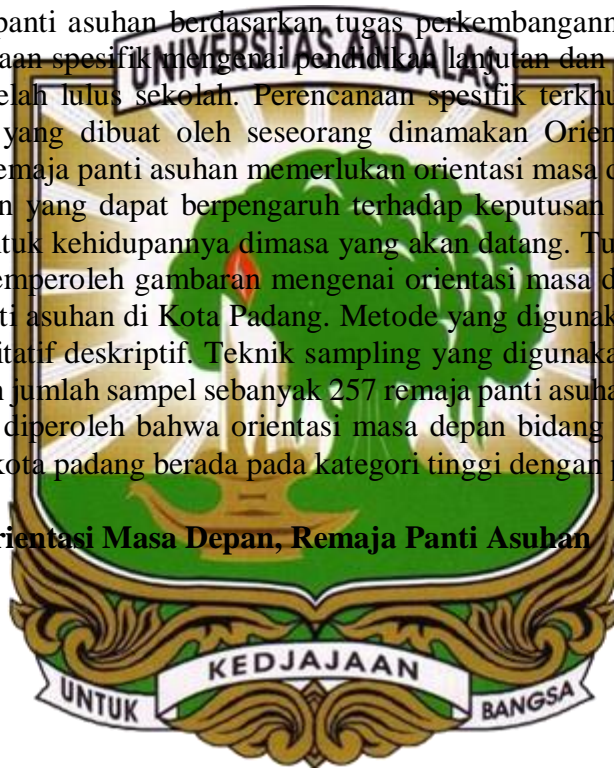 panti asuhan berdasarkan tugas perkembangann
aan spesifik mengenai pendidikan lanjutan dan
elah lulus sekolah. Perencanaan spesifik terkhu
yang dibuat oleh seseorang dinamakan Orien
emaja panti asuhan memerlukan orientasi masa d
n yang dapat berpengaruh terhadap keputusan
tuk kehidupannya dimasa yang akan datang. Tu
emperoleh gambaran mengenai orientasi masa d
ti asuhan di Kota Padang. Metode yang digunak
itatif deskriptif. Teknik sampling yang digunaka
n jumlah sampel sebanyak 257 remaja panti asuha
diperoleh bahwa orientasi masa depan bidang
kota padang berada pada kategori tinggi dengan p
rientasi Masa Depan, Remaja Panti Asuhan
UNIVERSITAS ANDALAS
UNTUK KEDJAJAAN BANGSA